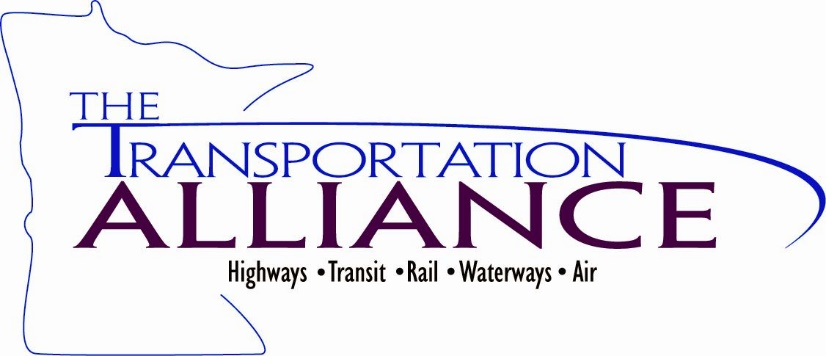 THE
TRANSPORTATION
ALLIANCE
Highways • Transit • Rail • Waterways • Air